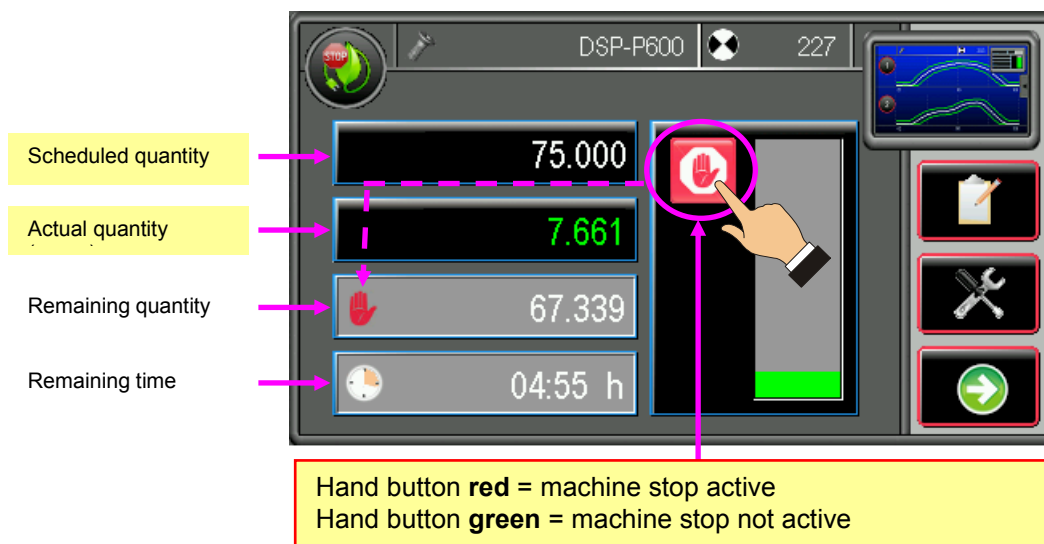 STOP
DSP-P600
227
Scheduled quantity
75.000
Actual quantity
7.661
Remaining quantity
67.339
Remaining time
04:55 h
Hand button red = machine stop active
Hand button green = machine stop not active